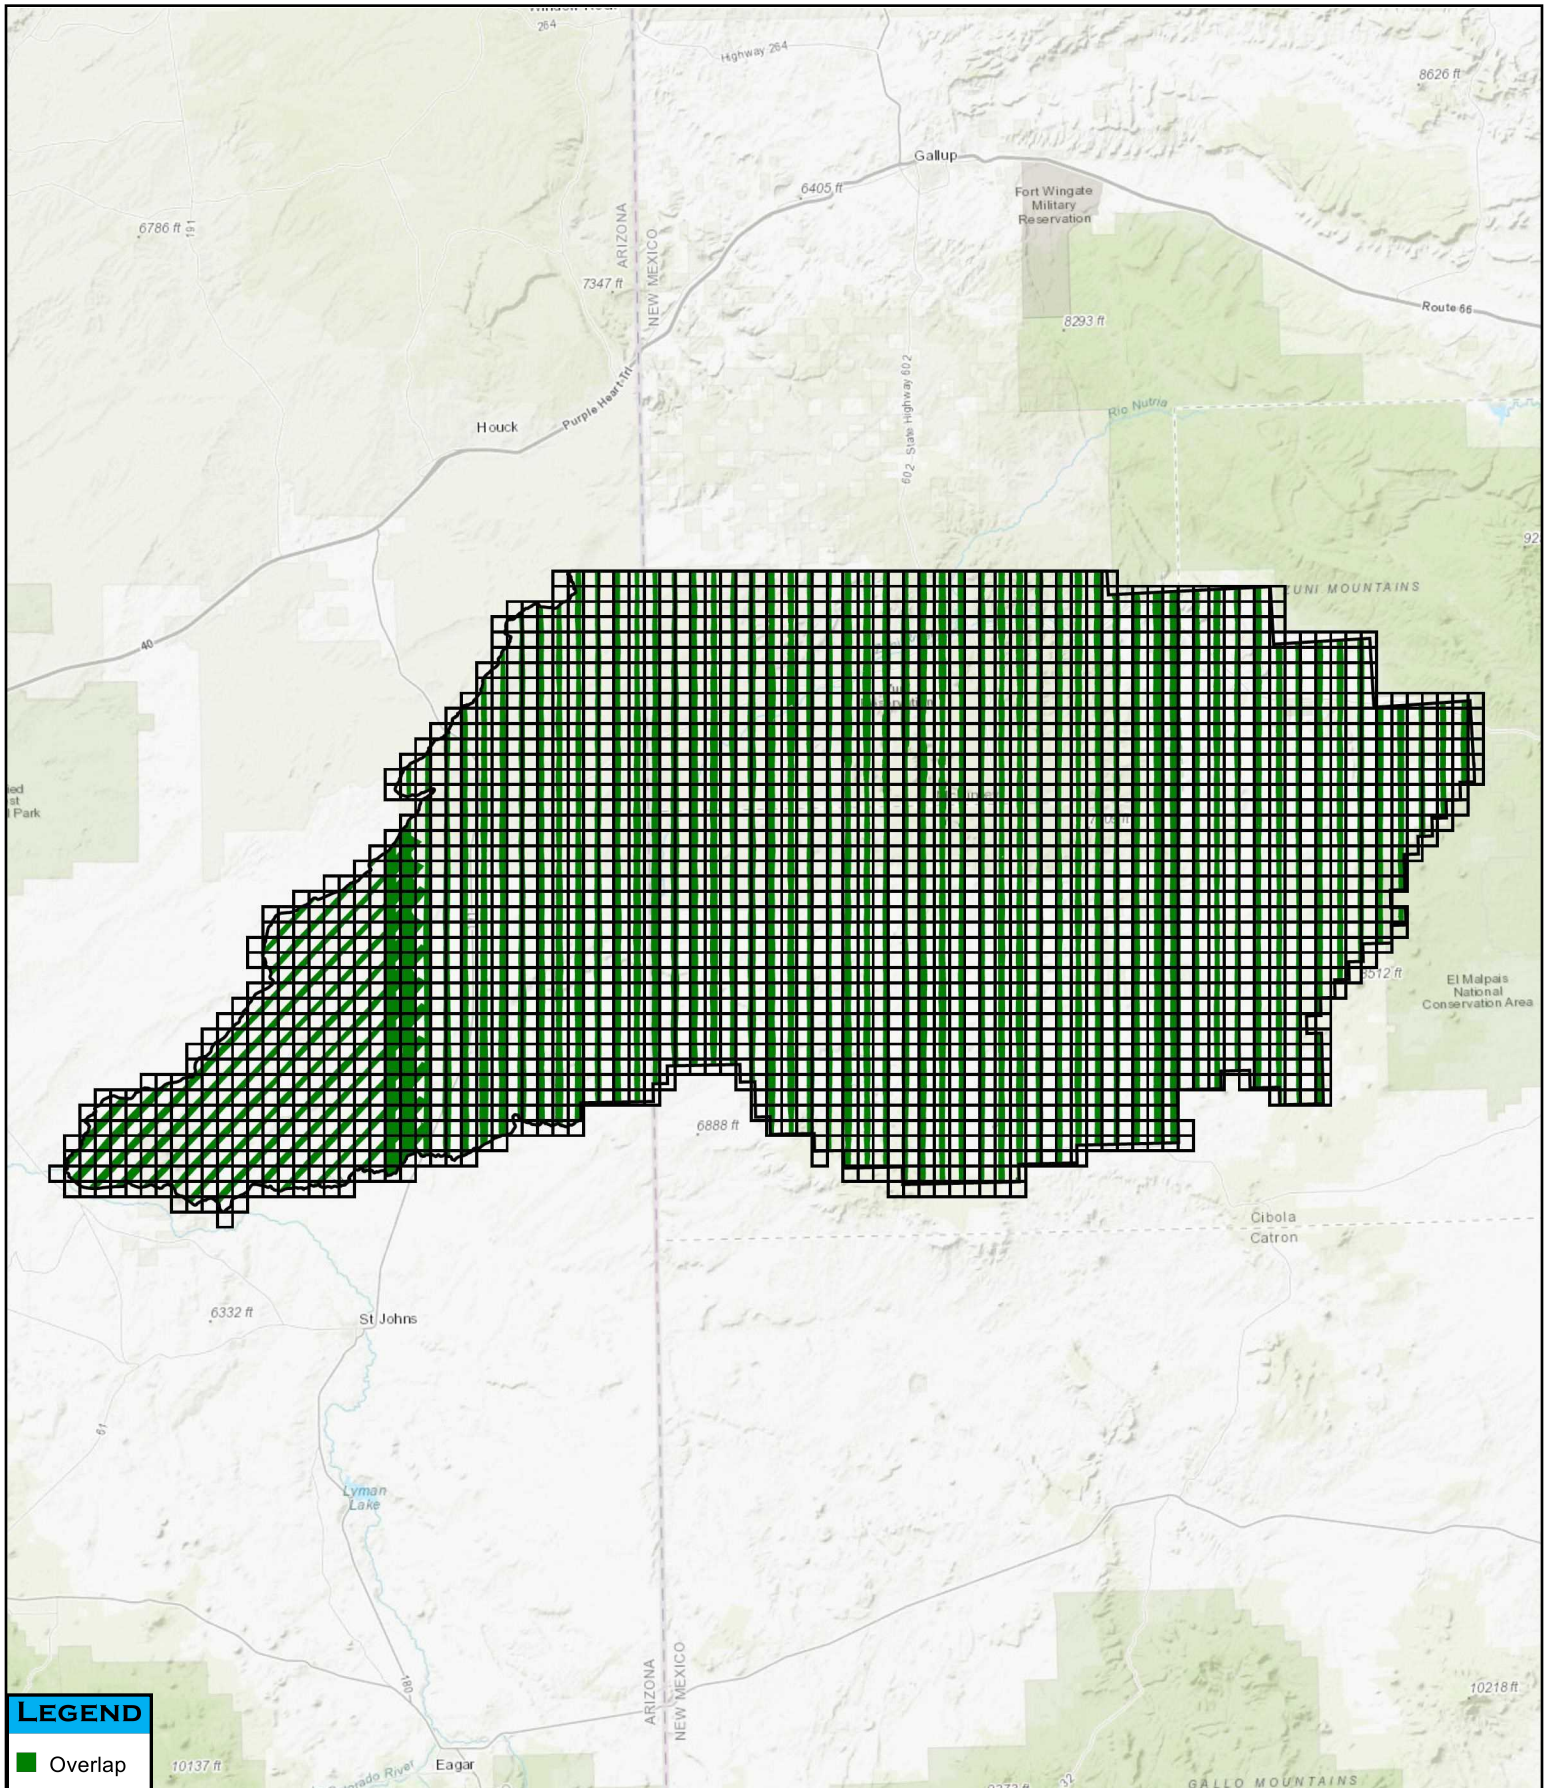 264
Highway 264
8626 ft
Gallup
6405 ft
Fort Wingate
Military
Reservation
191
6786 ft
ARIZONA
NEW MEXICO
7347 ft
Route 66
8293 ft
602
State Highway 602
Purple Heart Trl
Rio Nutria
Houck
40
ZUNI MOUNTAINS
Park
8512 ft
El Malpais
National
Conservation Area
6888 ft
Cibola
Catron
6332 ft
St Johns
61
Lyman
Lake
180
ARIZONA
NEW MEXICO
10218 ft
LEGEND
Overlap
10137 ft
Eagar
River
32
GALLO MOUNTAINS